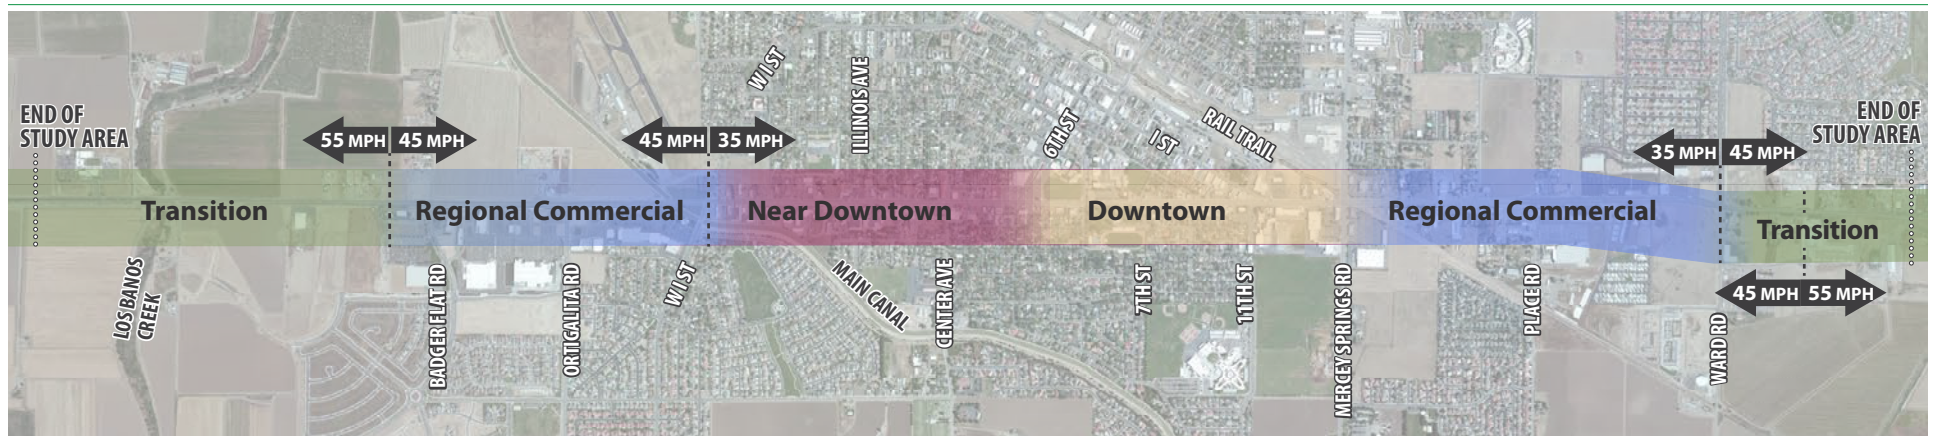 END OF
STUDY AREA
55 MPH
45 MPH
45 MPH
35 MPH
W I ST
ILLINOIS AVE
6TH ST
I ST
RAIL TRAIL
35 MPH
45 MPH
END OF
STUDY AREA
Transition
Regional Commercial
Near Downtown
Downtown
Regional Commercial
Transition
LOS BANOS
CREEK
BADGER FLAT RD
ORTIGALITA RD
W I ST
MAIN CANAL
CENTER AVE
7TH ST
11TH ST
MERCEY SPRINGS RD
PLACE RD
WARD RD
45 MPH
55 MPH